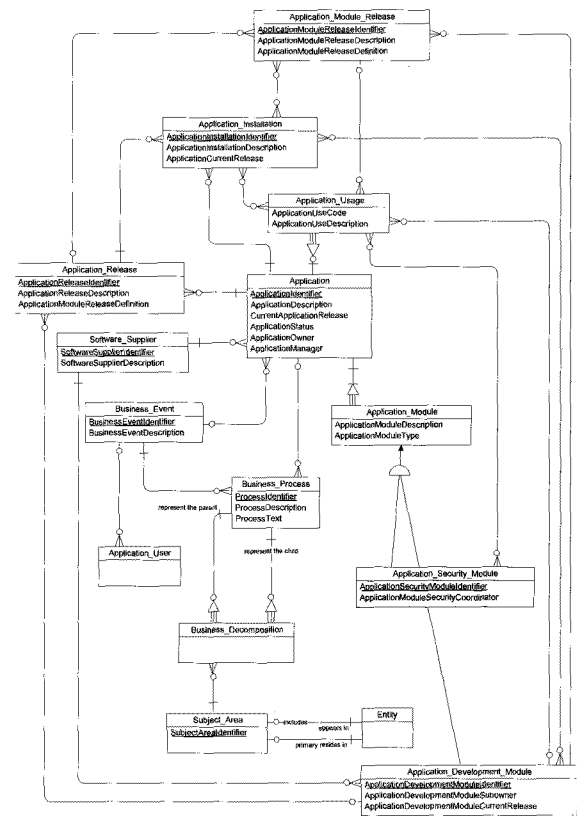 Application_Module_Release
ApplicationModuleReleaseIdentifier
ApplicationModuleReleaseDescription
ApplicationModuleReleaseDefinition
Application_Installation
ApplicationInstallationIdentifier
ApplicationInstallationDescription
ApplicationCurrentRelease
Application_Usage
ApplicationUseCode
ApplicationUseDescription
Application_Release
ApplicationReleaseIdentifier
ApplicationReleaseDescription
ApplicationModuleReleaseDefinition
Application
ApplicationIdentifier
ApplicationDescription
CurrentApplicationRelease
ApplicationStatus
ApplicationOwner
ApplicationManager
Software_Supplier
SoftwareSupplierIdentifier
SoftwareSupplierDescription
Business_Event
BusinessEventIdentifier
BusinessEventDescription
Application_Module
ApplicationModuleDescription
ApplicationModuleType
Business_Process
ProcessIdentifier
ProcessDescription
ProcessText
represent the parent
represent the child
Application_User
Application_Security_Module
ApplicationSecurityModuleIdentifier
ApplicationModuleSecurityCoordinator
Business_Decomposition
Subject_Area
SubjectAreaIdentifier
includes
appears in
primary resides in
Entity
Application_Development_Module
ApplicationDevelopmentModuleIdentifier
ApplicationDevelopmentModuleSubowner
ApplicationDevelopmentModuleCurrentRelease